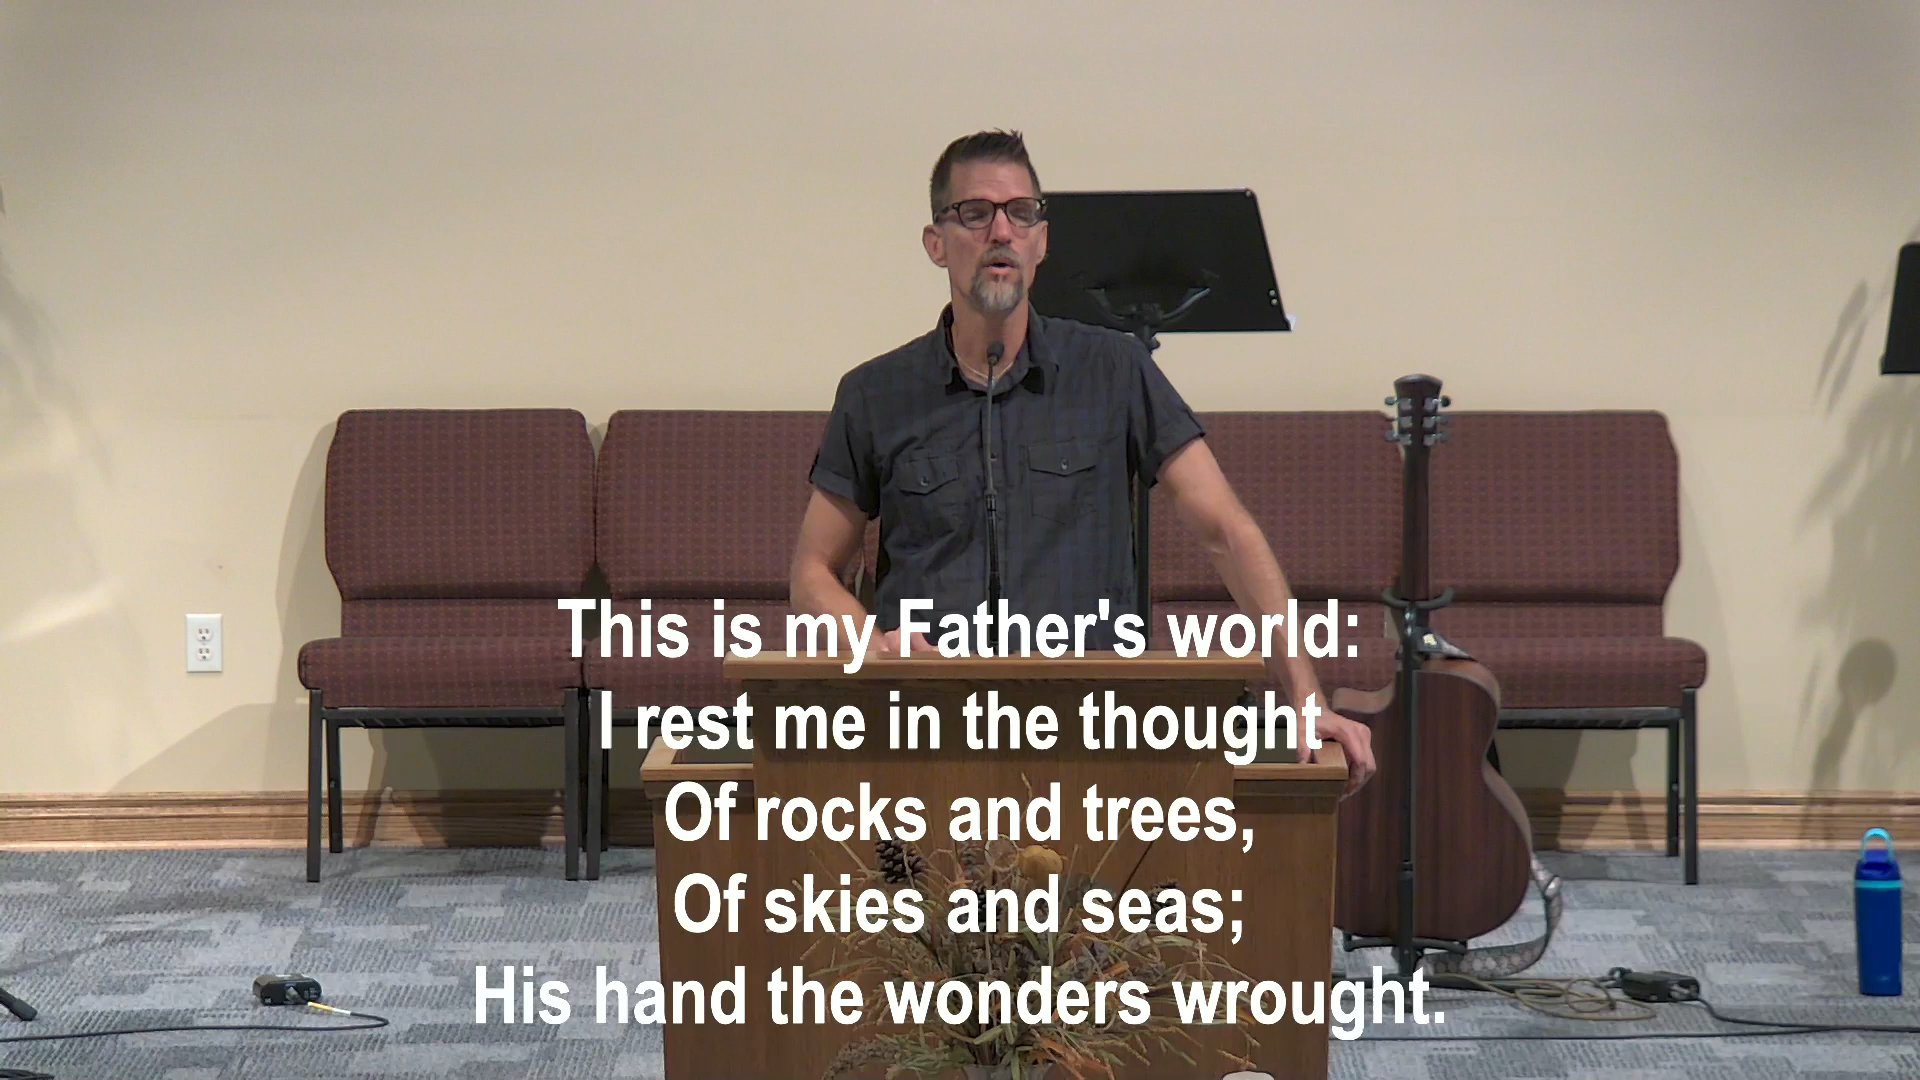 This is my Father's world:
I rest me in the thought
Of rocks and trees,
Of skies and seas;
His hand the wonders wrought.